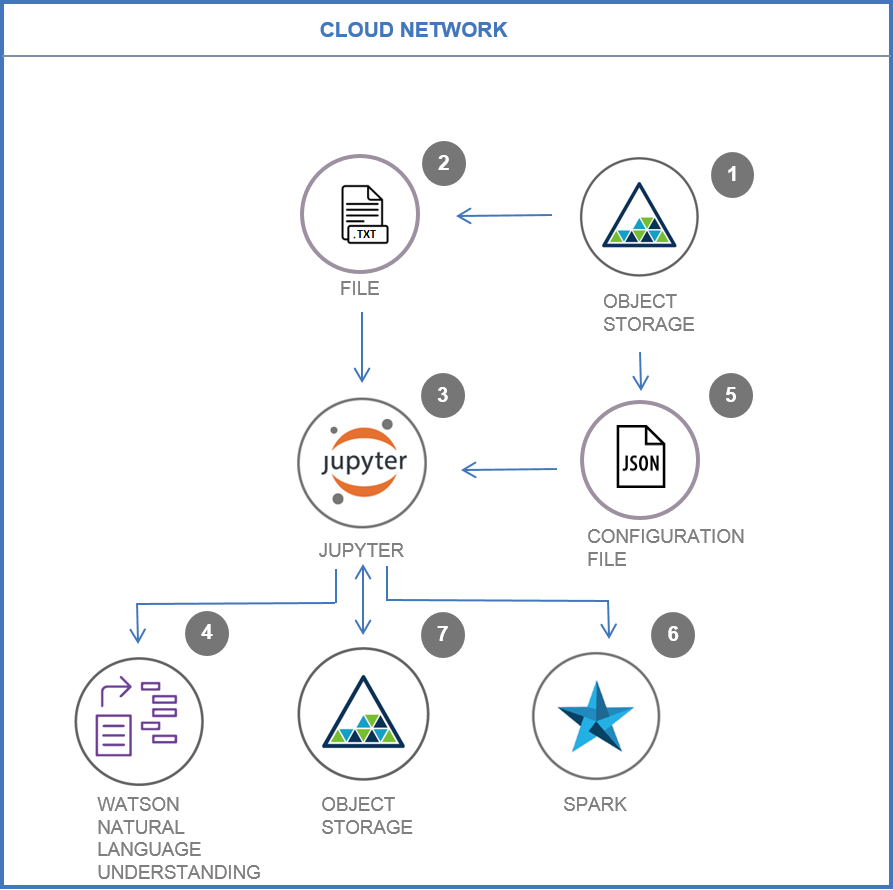 CLOUD NETWORK
2
1
.TXT
FILE
OBJECT
STORAGE
3
5
jupyter
JSON
JUPYTER
CONFIGURATION
FILE
4
7
6
WATSON
NATURAL
LANGUAGE
UNDERSTANDING
OBJECT
STORAGE
SPARK